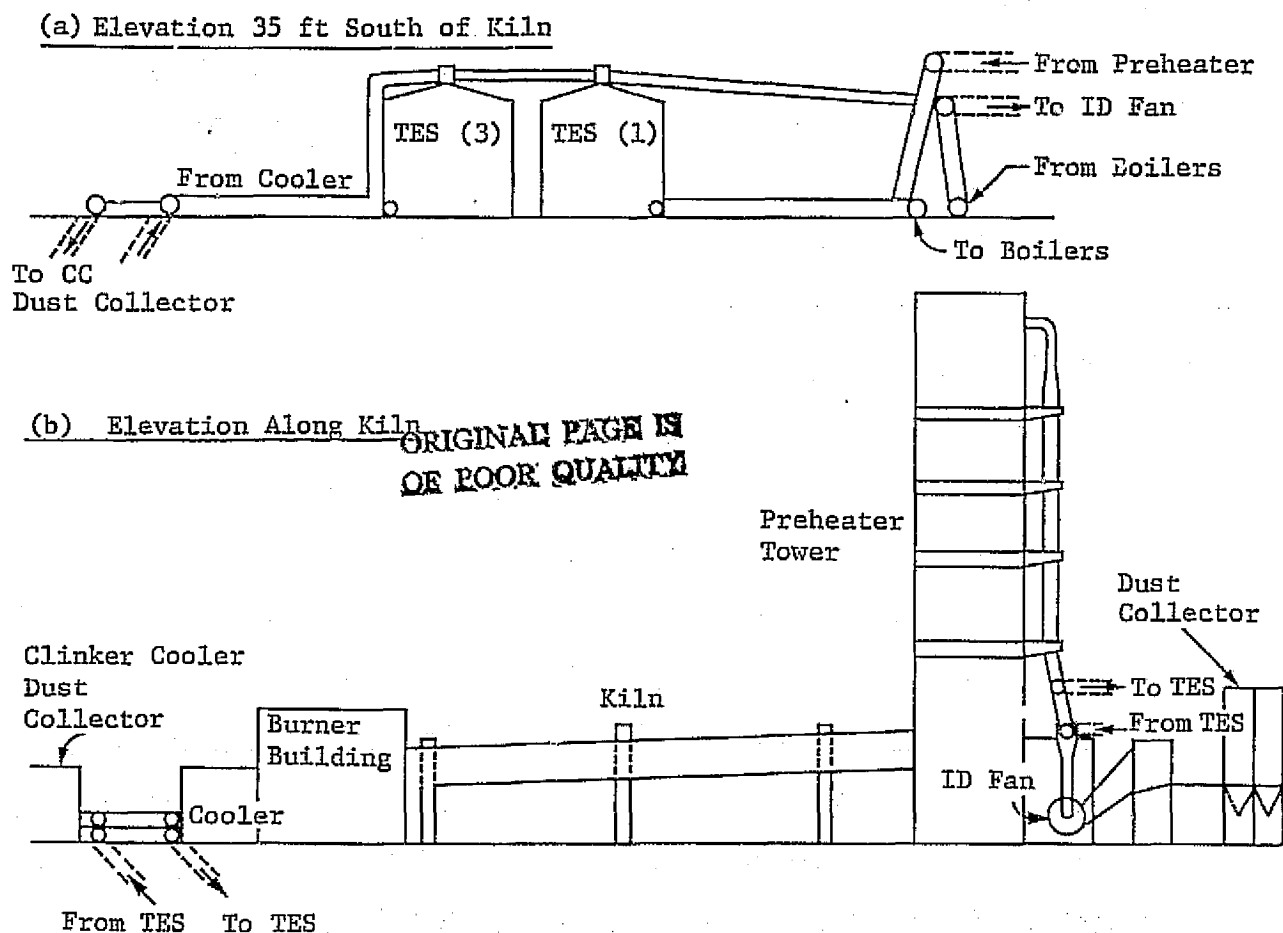 (a) Elevation 35 ft South of Kiln
From Preheater
To ID Fan
TES (3)
TES (1)
From Cooler
From Eoilers
To Boilers
To CC
Dust Collector
(b) Elevation Along Kiln
ORIGINAL PAGE IS
OF POOR QUALITY
Preheater
Tower
Dust
Collector
Clinker Cooler
Dust
Collector
Burner
Building
Kiln
To TES
From TES
ID Fan
Cooler
From TES
To TES